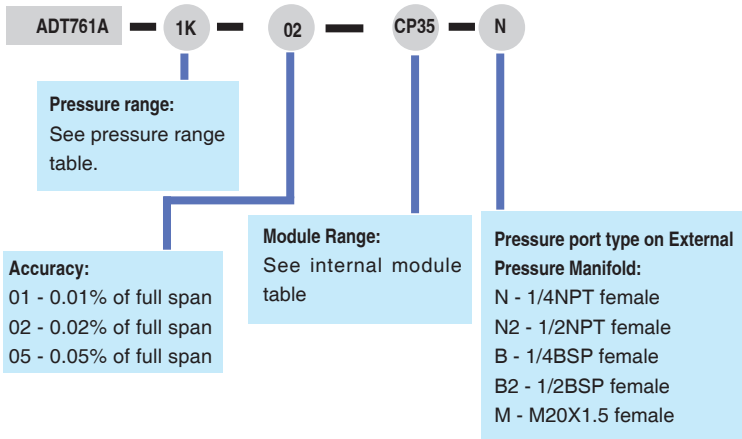 ADT761A 1K 02 CP35 N
Pressure range:
See pressure range
table.
Accuracy:
01 - 0.01% of full span
02 - 0.02% of full span
05 - 0.05% of full span
Module Range:
See internal module
table
Pressure port type on External
Pressure Manifold:
N - 1/4NPT female
N2 - 1/2NPT female
B - 1/4BSP female
B2 - 1/2BSP female
M - M20X1.5 female